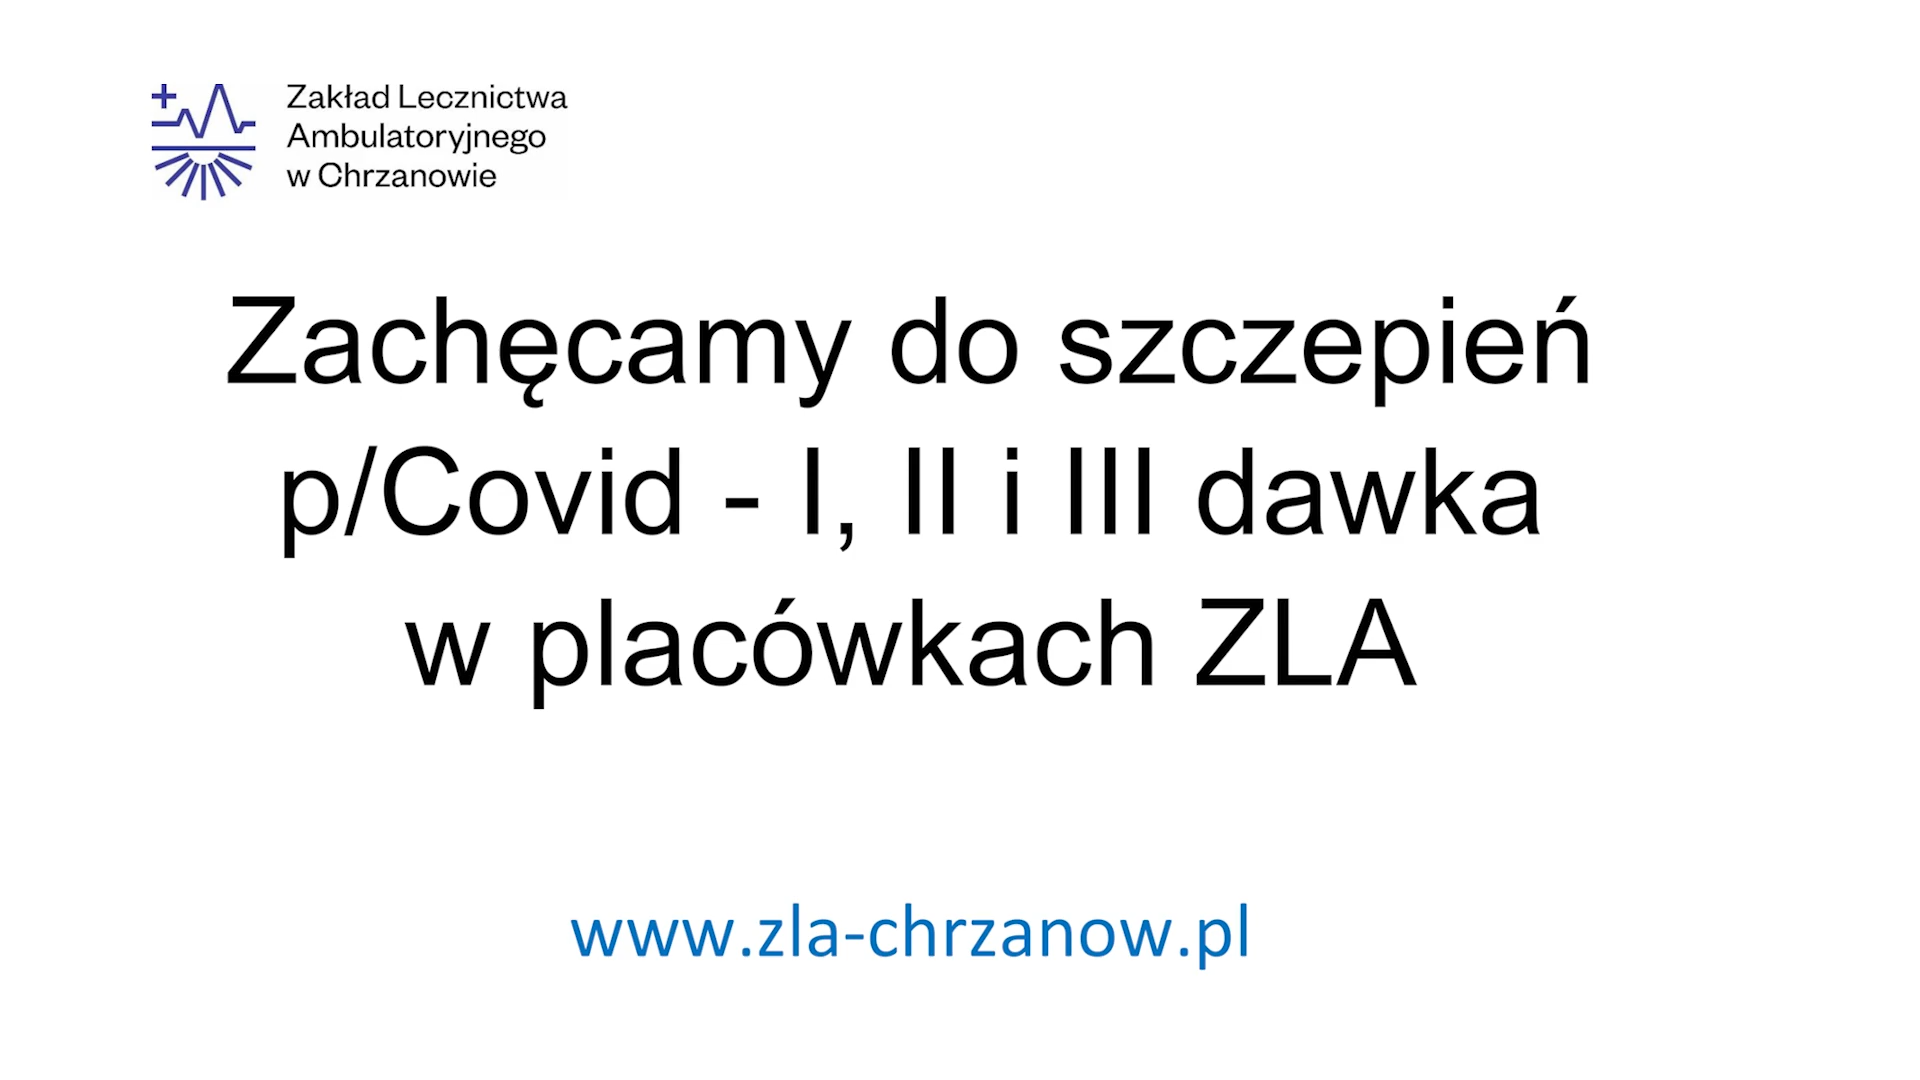 Zakład Lecznictwa
Ambulatoryjnego
w Chrzanowie
Zachęcamy do szczepień
p/Covid - I, II i III dawka
w placówkach ZLA
www.zla-chrzanow.pl